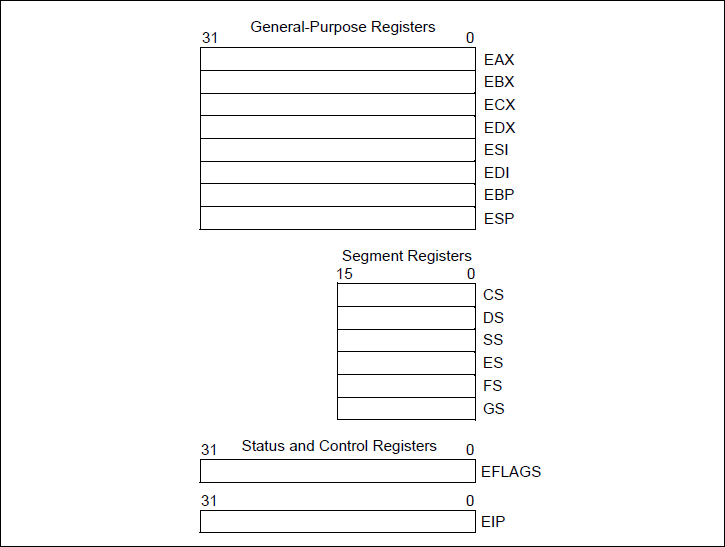 General-Purpose Registers
31 0
EAX
EBX
ECX
EDX
ESI
EDI
EBP
ESP
Segment Registers
15 0
CS
DS
SS
ES
FS
GS
Status and Control Registers
31 0
EFLAGS
31 0
EIP